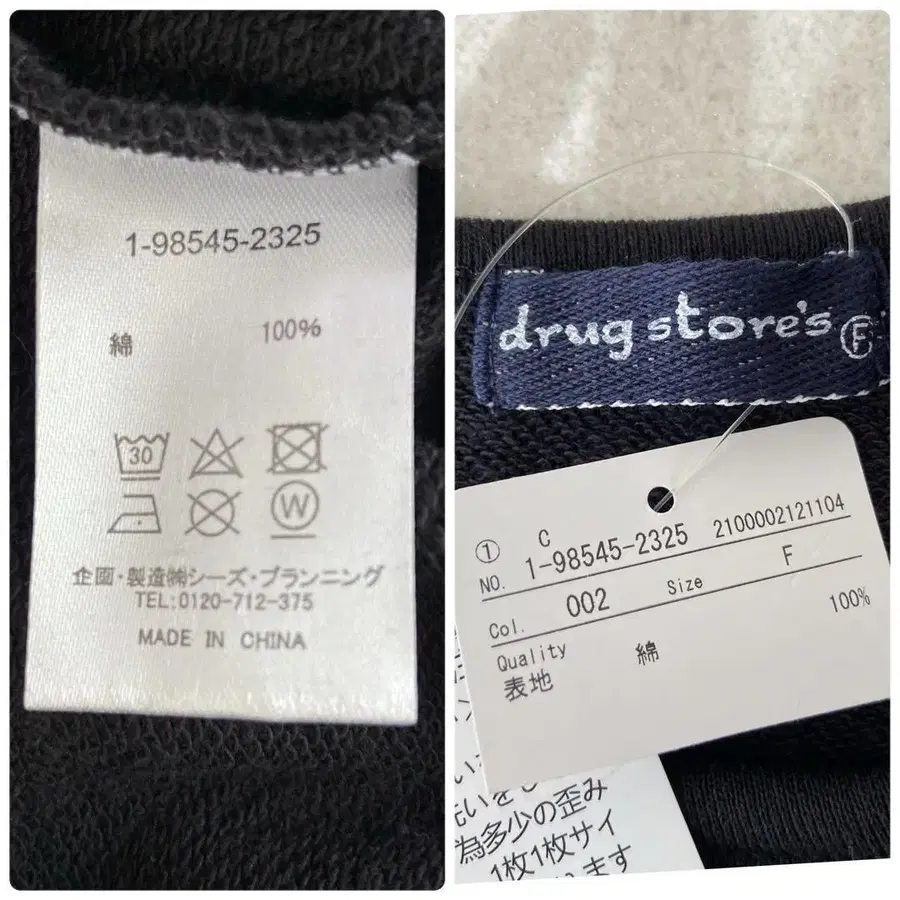 1-98545-2325
綿 100%
30
W
企画・製造㈱シーズ・プランニング
TEL:0120-712-375
MADE IN CHINA
drug store's Ⓕ
① C
NO. 1-98545-2325 2100002121104
Col. 002 Size F
Quality 100%
表地 綿
為多少の歪み
1枚1枚サイ